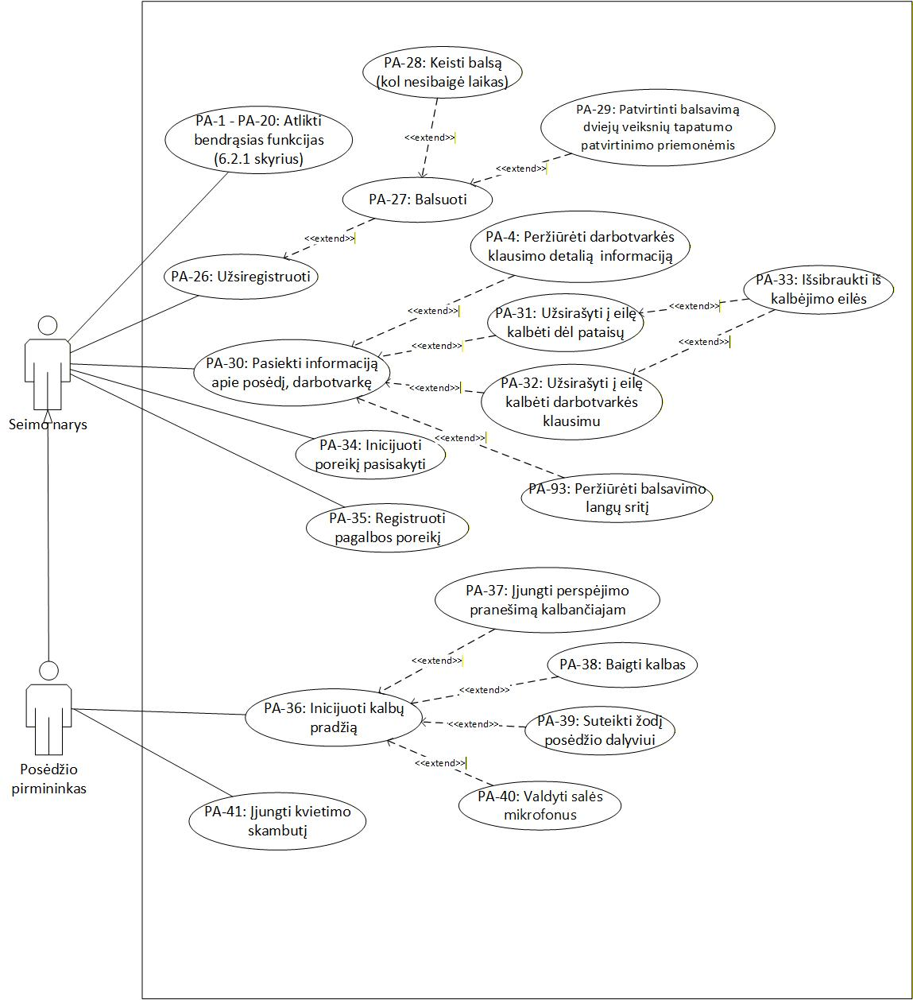 PA-28: Keisti balsą
(kol nesibaigė laikas)
PA-1 - PA-20: Atlikti
bendrąsias funkcijas
(6.2.1 skyrius)
PA-29: Patvirtinti balsavimą
dviejų veiksnių tapatumo
patvirtinimo priemonėmis
<<extend>>
<<extend>>
PA-27: Balsuoti
<<extend>>
PA-4: Peržiūrėti darbotvarkės
klausimo detalią informaciją
PA-26: Užsiregistruoti
PA-33: Išsibraukti iš
kalbėjimo eilės
<<extend>>
<<extend>>
PA-31: Užsirašyti į eilę
kalbėti dėl pataisų
<<extend>>
<<extend>>
PA-30: Pasiekti informaciją
apie posėdį, darbotvarkę
<<extend>>
PA-32: Užsirašyti į eilę
kalbėti darbotvarkės
klausimu
Seimo narys
<<extend>>
PA-34: Inicijuoti
poreikį pasisakyti
PA-93: Peržiūrėti balsavimo
langų sritį
PA-35: Registruoti
pagalbos poreikį
PA-37: Įjungti perspėjimo
pranešimą kalbančiajam
<<extend>>
PA-38: Baigti kalbas
<<extend>>
PA-36: Inicijuoti kalbų
pradžią
<<extend>>
PA-39: Suteikti žodį
posėdžio dalyviui
<<extend>>
Posėdžio
pirmininkas
PA-40: Valdyti salės
mikrofonus
PA-41: Įjungti kvietimo
skambutį